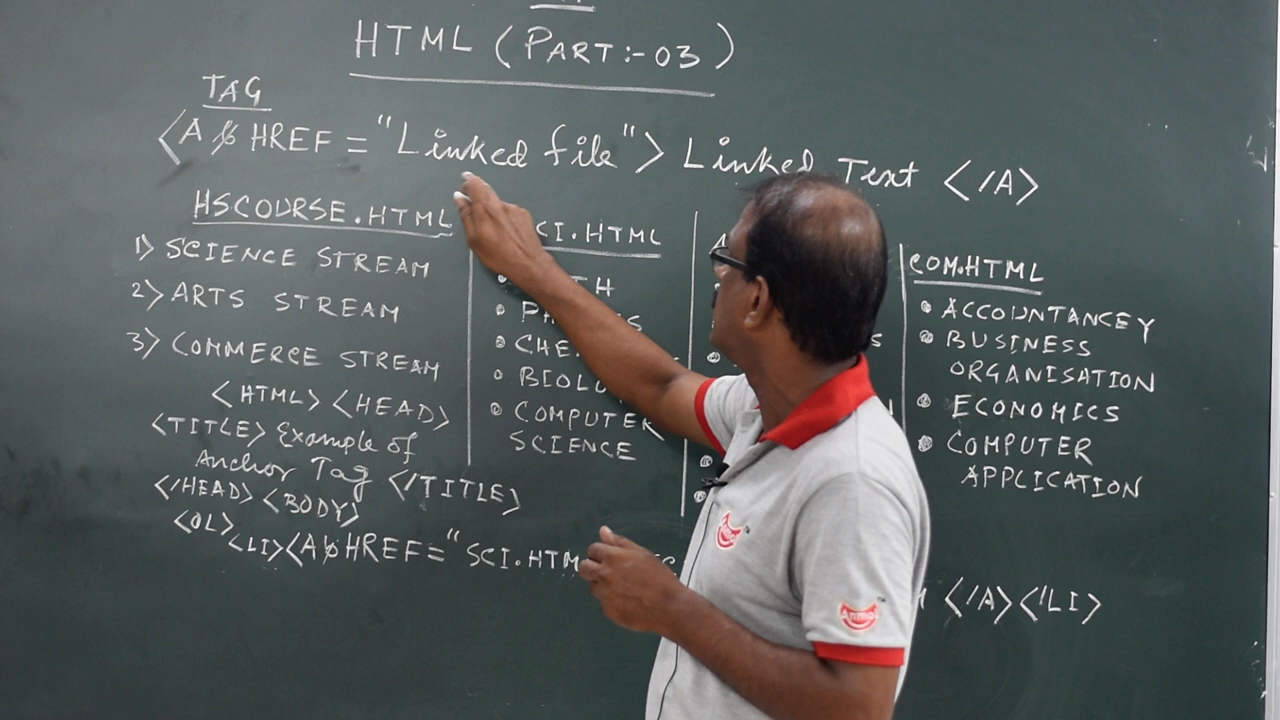 HTML (PART:-03)
TAG
<A b HREF = "Linked file"> Linked Text </A>
HSCOURSE.HTML
1> SCIENCE STREAM
2> ARTS STREAM
3> COMMERCE STREAM
<HTML> <HEAD>
<TITLE> Example of
Anchor Tag </TITLE>
</HEAD> <BODY>
<OL>
<LI> <A b HREF = "SCI.HTM
</A> </LI>
CI.HTML
COMPUTER
SCIENCE
COM.HTML
ACCOUNTANCEY
BUSINESS
ORGANISATION
ECONOMICS
COMPUTER
APPLICATION
Anmol